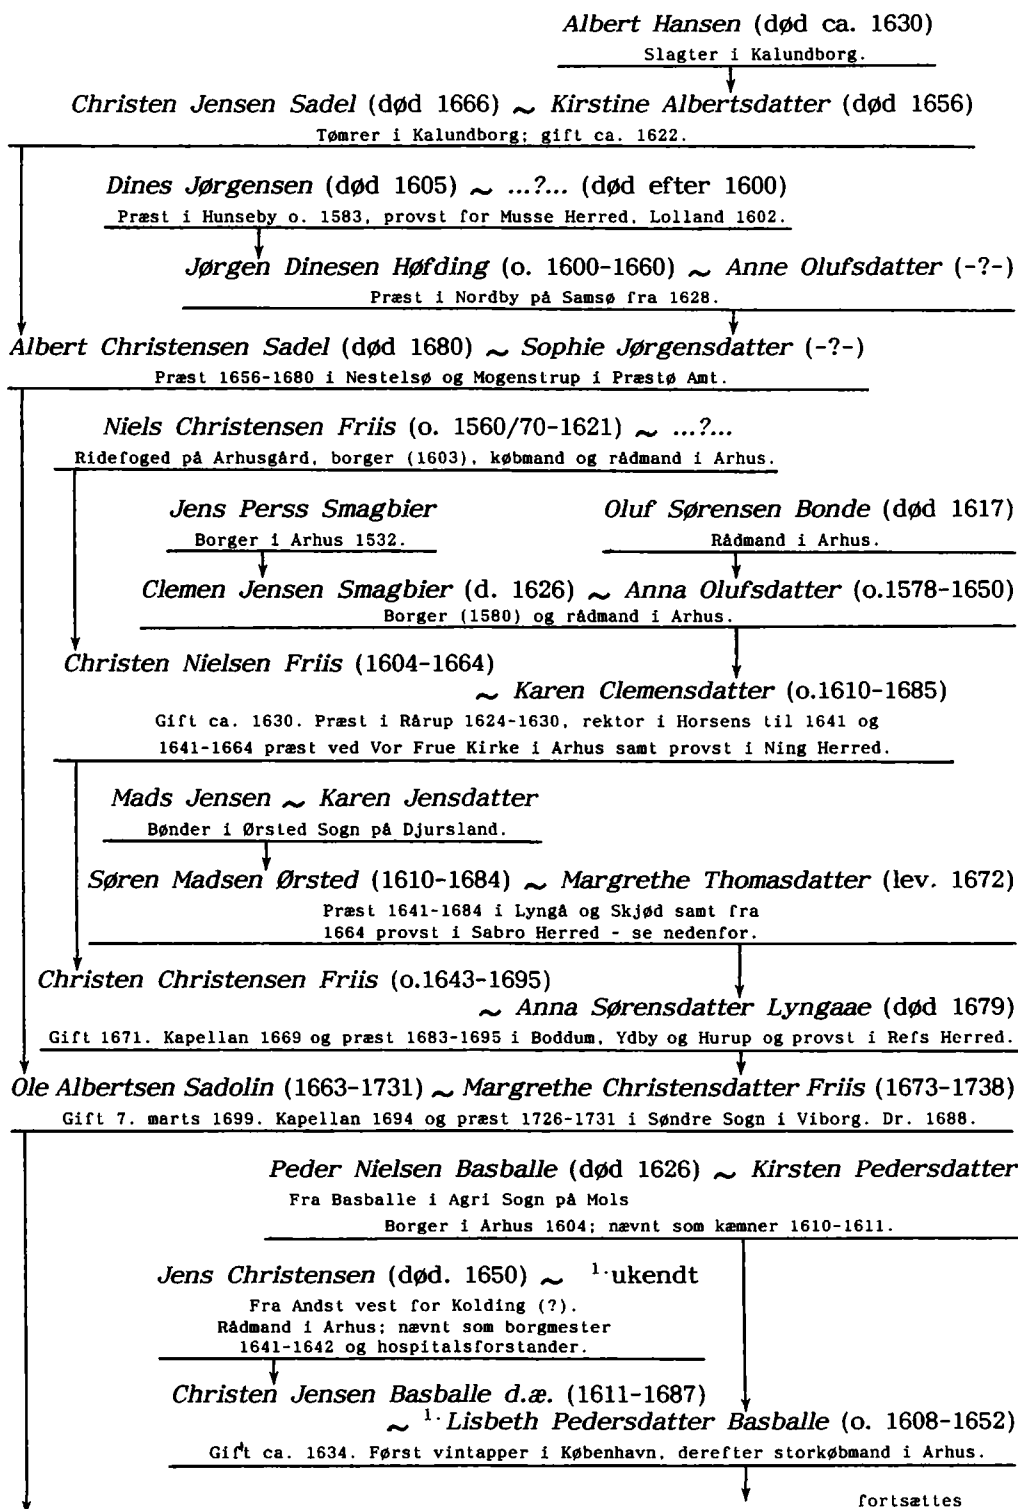 Albert Hansen (død ca. 1630)
Slagter i Kalundborg.
Christen Jensen Sadel (død 1666) ~ Kirstine Albertsdatter (død 1656)
Tømrer i Kalundborg; gift ca. 1622.
Dines Jørgensen (død 1605) ~ ...?... (død efter 1600)
Præst i Hunseby o. 1583, provst for Musse Herred, Lolland 1602.
Jørgen Dinesen Høfding (o. 1600-1660) ~ Anne Olufsdatter (-?-)
Præst i Nordby på Samsø fra 1628.
Albert Christensen Sadel (død 1680) ~ Sophie Jørgensdatter (-?-)
Præst 1656-1680 i Nestelsø og Mogenstrup i Præstø Amt.
Niels Christensen Friis (o. 1560/70-1621) ~ ...?...
Ridefoged på Arhusgård, borger (1603), købmand og rådmand i Arhus.
Jens Perss Smagbier
Oluf Sørensen Bonde (død 1617)
Borger i Arhus 1532.
Rådmand i Arhus.
Clemen Jensen Smagbier (d. 1626) ~ Anna Olufsdatter (o.1578-1650)
Borger (1580) og rådmand i Arhus.
Christen Nielsen Friis (1604-1664)
~ Karen Clemensdatter (o.1610-1685)
Gift ca. 1630. Præst i Rårup 1624-1630, rektor i Horsens til 1641 og
1641-1664 præst ved Vor Frue Kirke i Arhus samt provst i Ning Herred.
Mads Jensen ~ Karen Jensdatter
Bønder i Ørsted Sogn på Djursland.
Søren Madsen Ørsted (1610-1684) ~ Margrethe Thomasdatter (lev. 1672)
Præst 1641-1684 i Lyngå og Skjød samt fra
1664 provst i Sabro Herred - se nedenfor.
Christen Christensen Friis (o.1643-1695)
~ Anna Sørensdatter Lyngaae (død 1679)
Gift 1671. Kapellan 1669 og præst 1683-1695 i Boddum, Ydby og Hurup og provst i Refs Herred.
Ole Albertsen Sadolin (1663-1731) ~ Margrethe Christensdatter Friis (1673-1738)
Gift 7. marts 1699. Kapellan 1694 og præst 1726-1731 i Søndre Sogn i Viborg. Dr. 1688.
Peder Nielsen Basballe (død 1626) ~ Kirsten Pedersdatter
Fra Basballe i Agri Sogn på Mols
Borger i Arhus 1604; nævnt som kæmner 1610-1611.
Jens Christensen (død. 1650) ~ 1. ukendt
Fra Andst vest for Kolding (?).
Rådmand i Arhus; nævnt som borgmester
1641-1642 og hospitalsforstander.
Christen Jensen Basballe d.æ. (1611-1687)
~ 1. Lisbeth Pedersdatter Basballe (o. 1608-1652)
Gift ca. 1634. Først vintapper i København, derefter storkøbmand i Arhus.
fortsættes